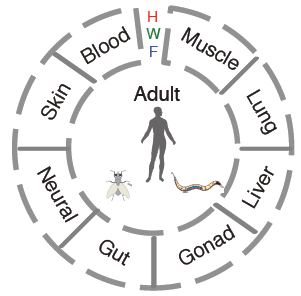 H
W
F
Blood
Muscle
Skin
Adult
Lung
Neural
Liver
Gut
Gonad